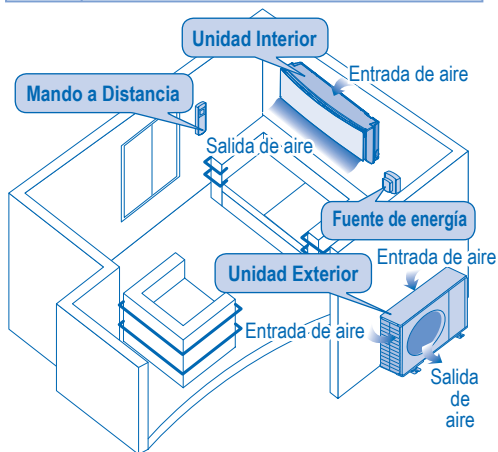 Unidad Interior
Entrada de aire
Mando a Distancia
Salida de aire
Fuente de energía
Entrada de aire
Unidad Exterior
Entrada de aire
Salida
de
aire